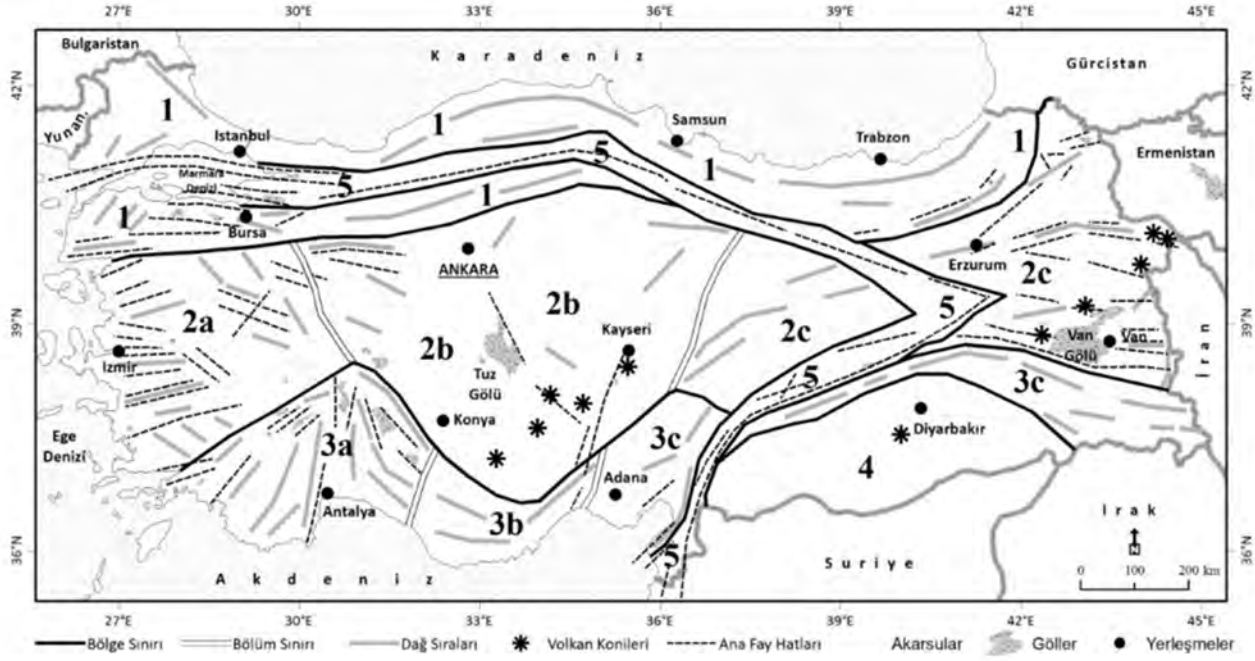 27°E 30°E 33°E 36°E 39°E 42°E 45°E
Bulgaristan
K a r a d e n i z
Gürcistan
42°N 42°N
1
Yunan.
Istanbul
1
Samsun
Trabzon
1
Ermenistan
5
1
Marmara
Denizi
5
1
1
Bursa
ANKARA
Erzurum
2c
39°N 39°N
2a
2b
Kayseri
2c
5
Van
Gölü
Van
İran
Izmir
2b
Tuz
Gölü
5
3c
Konya
Diyarbakır
Ege
Denizi
3a
3c
Adana
4
Antalya
3b
I r a k
N
36°N 36°N
5
S u r i y e
0 100 200 km
A k d e n i z
27°E 30°E 33°E 36°E 39°E 42°E 45°E
Bölge Sınırı Bölüm Sınırı Dağ Sıraları Volkan Konileri Ana Fay Hatları Akarsular Göller Yerleşmeler